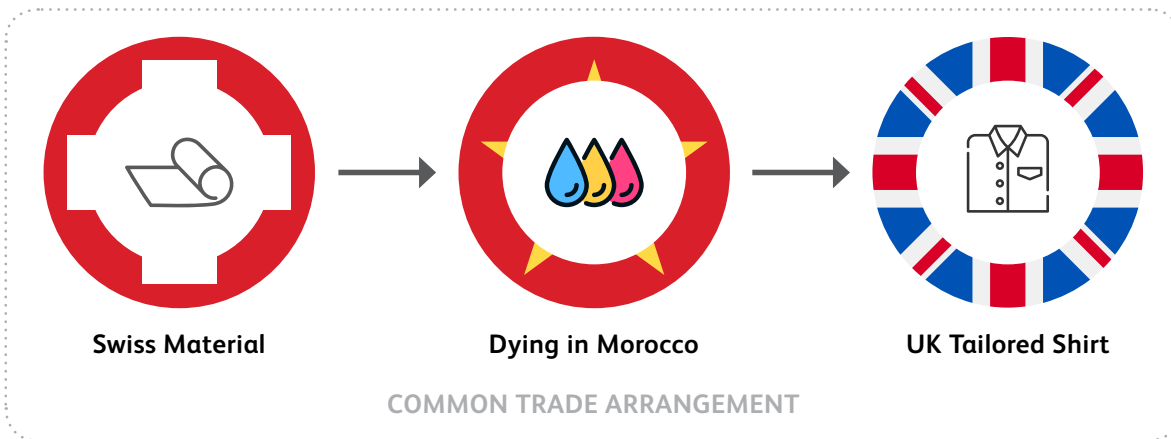 Swiss Material
Dying in Morocco
UK Tailored Shirt
COMMON TRADE ARRANGEMENT